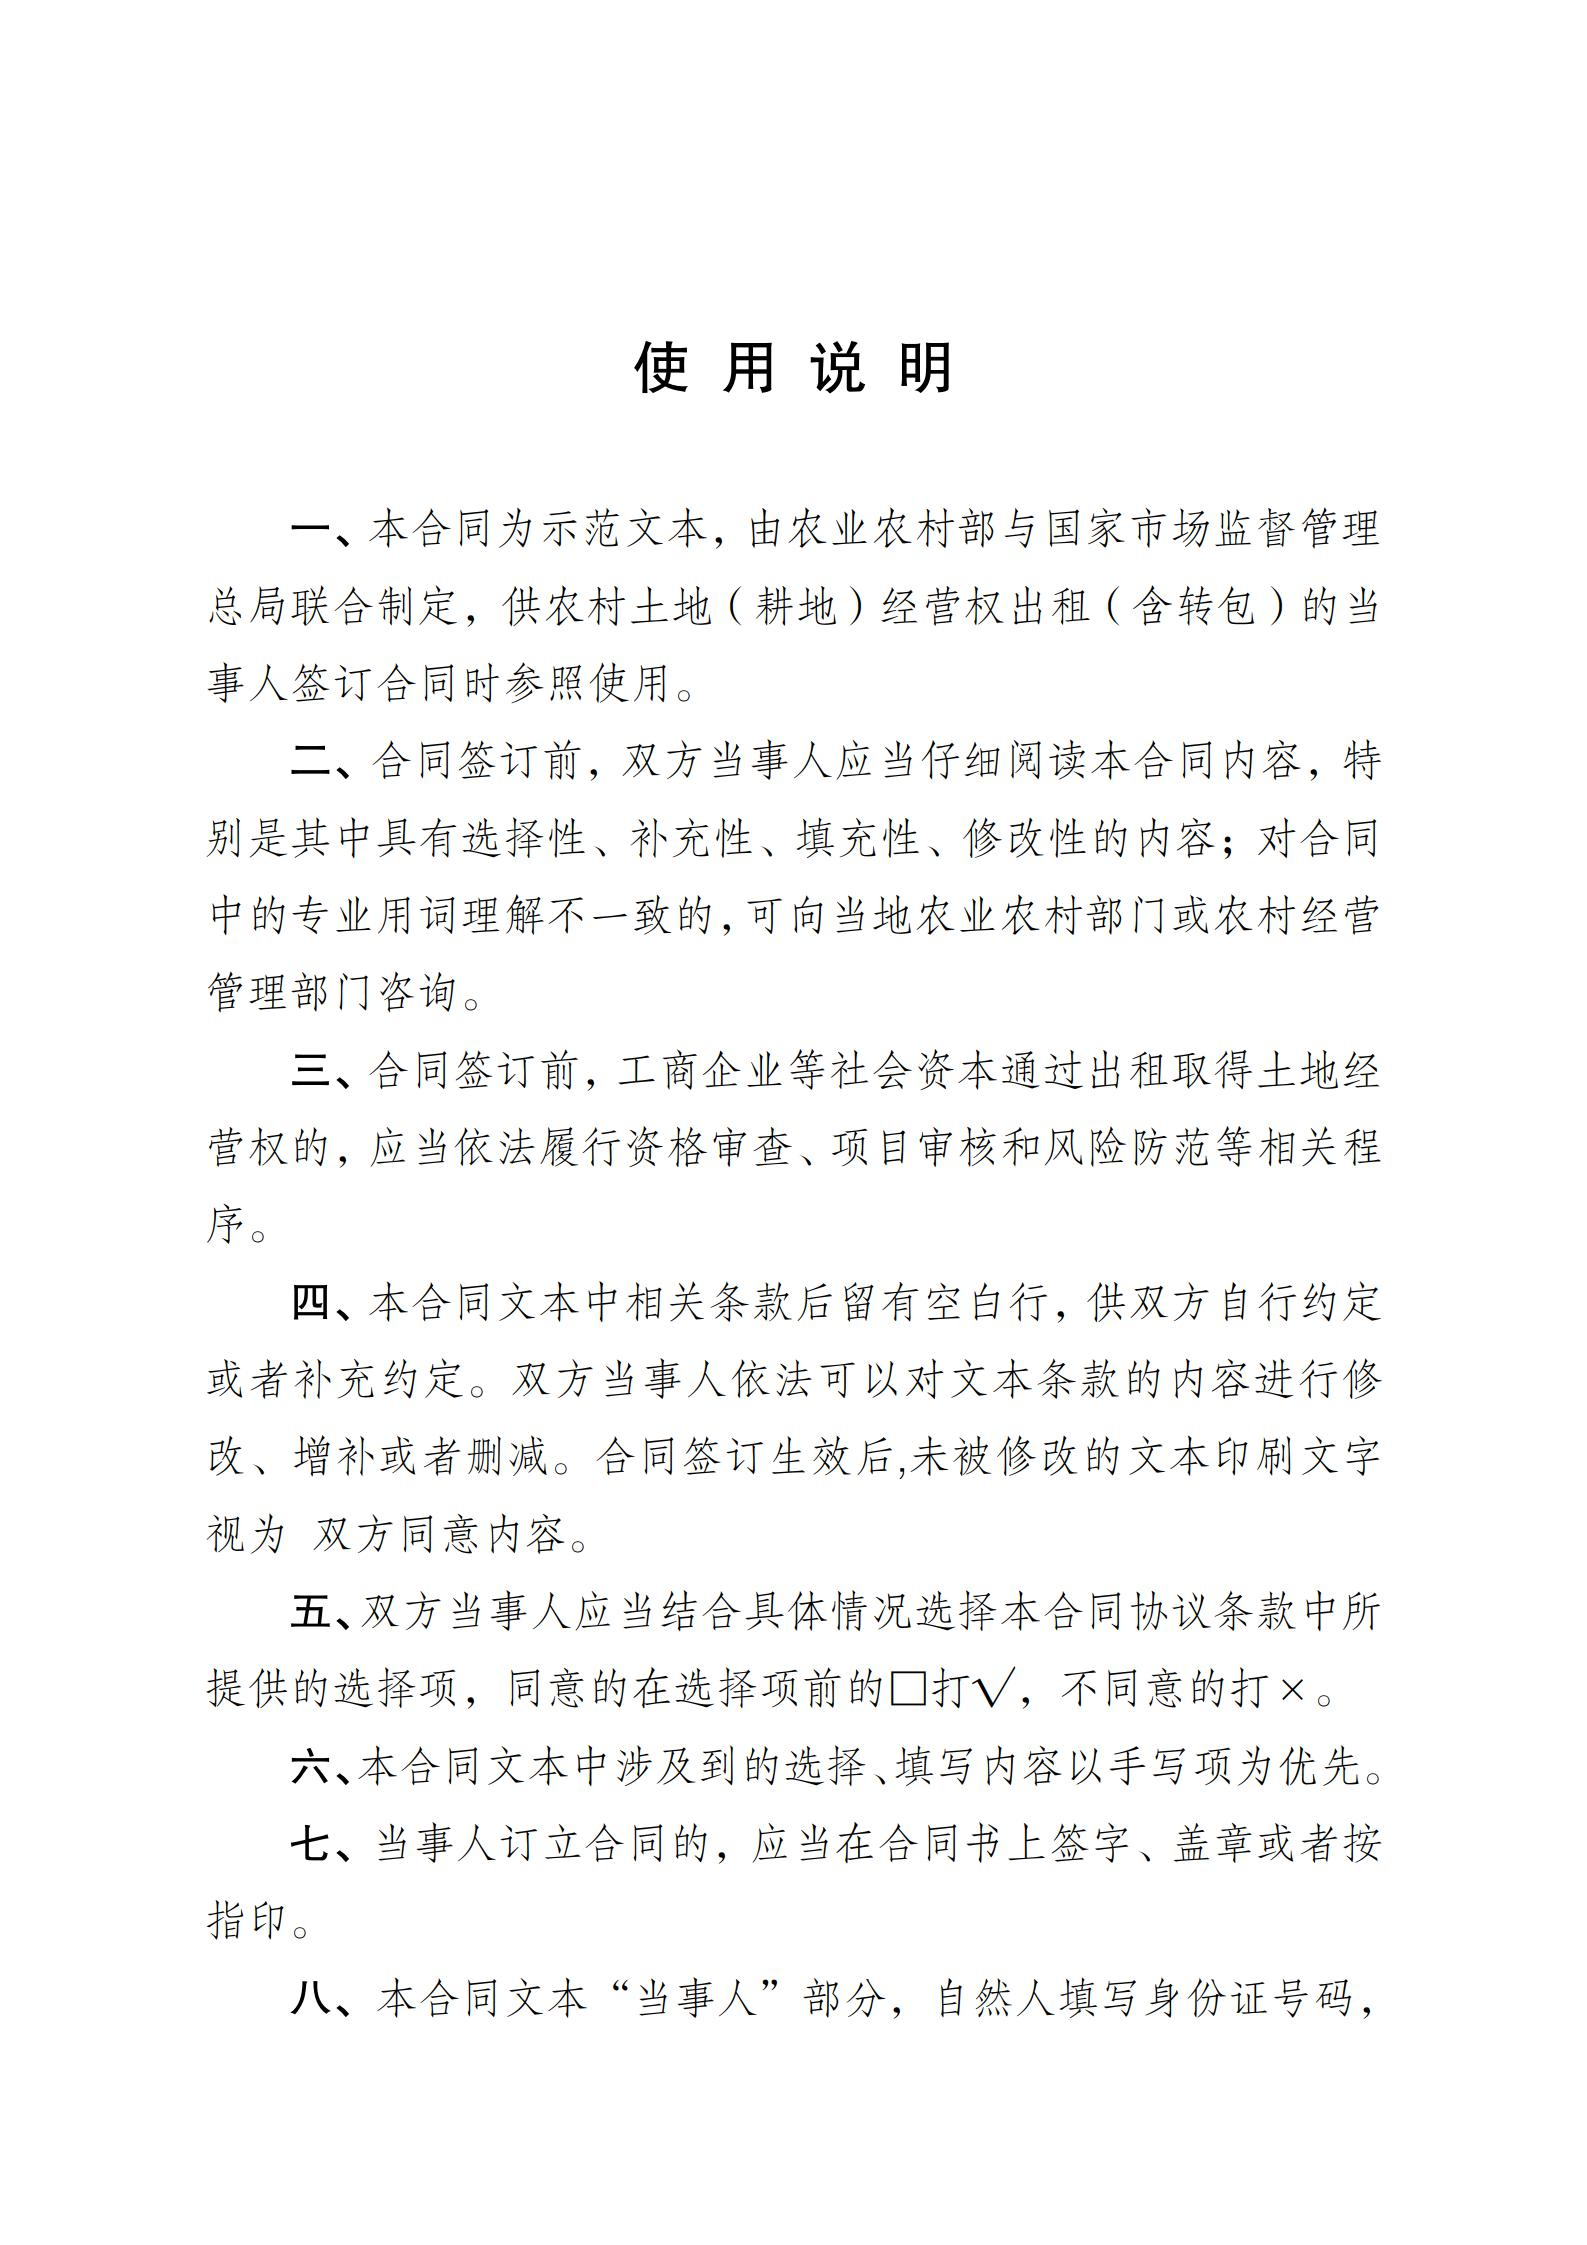 使 用 说 明
一、本合同为示范文本，由农业农村部与国家市场监督管理
总局联合制定，供农村土地（耕地）经营权出租（含转包）的当
事人签订合同时参照使用。
二、合同签订前，双方当事人应当仔细阅读本合同内容，特
别是其中具有选择性、补充性、填充性、修改性的内容；对合同
中的专业用词理解不一致的，可向当地农业农村部门或农村经营
管理部门咨询。
三、合同签订前，工商企业等社会资本通过出租取得土地经
营权的，应当依法履行资格审查、项目审核和风险防范等相关程
序。
四、本合同文本中相关条款后留有空白行，供双方自行约定
或者补充约定。双方当事人依法可以对文本条款的内容进行修
改、增补或者删减。合同签订生效后,未被修改的文本印刷文字
视为 双方同意内容。
五、双方当事人应当结合具体情况选择本合同协议条款中所
提供的选择项，同意的在选择项前的□打√，不同意的打×。
六、本合同文本中涉及到的选择、填写内容以手写项为优先。
七、当事人订立合同的，应当在合同书上签字、盖章或者按
指印。
八、本合同文本“当事人”部分，自然人填写身份证号码，